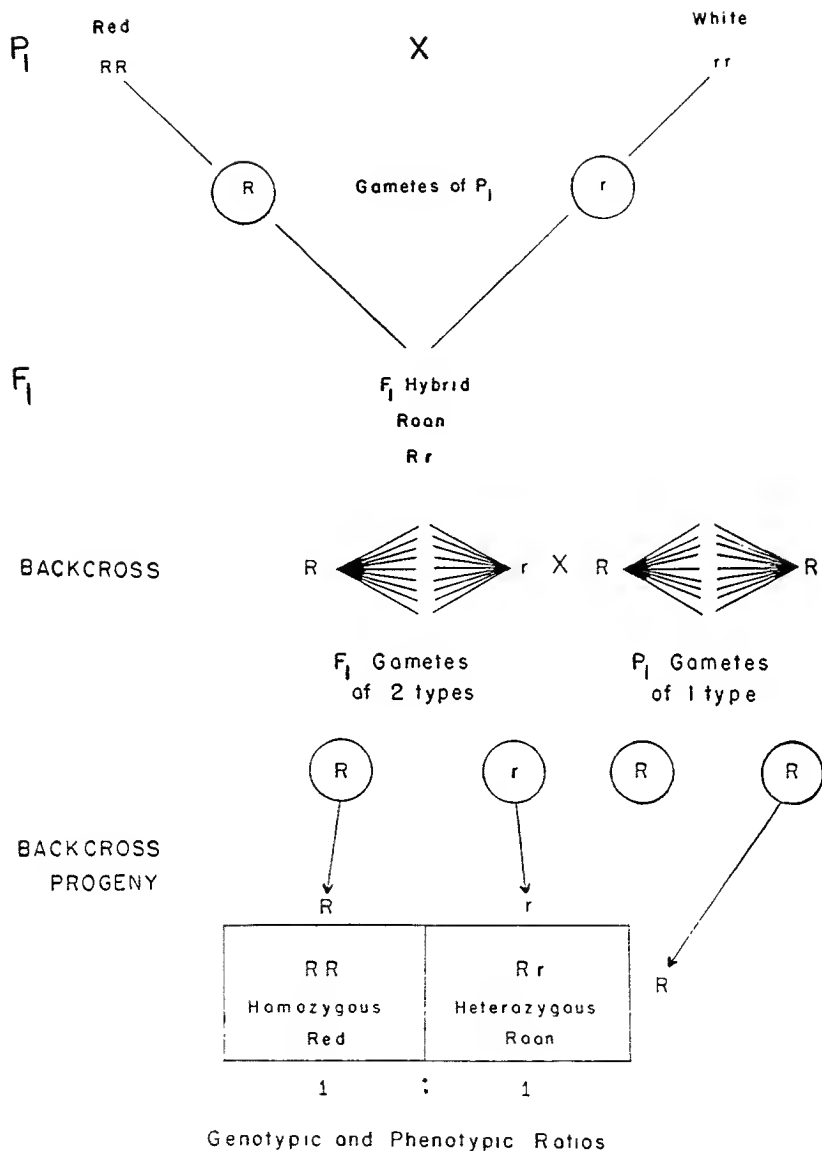 Red White
P1 X
RR rr
R Gametes of P1 r
F1
F1 Hybrid
Roan
Rr
BACKCROSS R r X R R
F1 Gametes P1 Gametes
of 2 types of 1 type
R r R R
BACKCROSS
PROGENY
R r
RR Rr R
Homozygous Heterozygous
Red Roan
1 : 1
Genotypic and Phenotypic Ratios